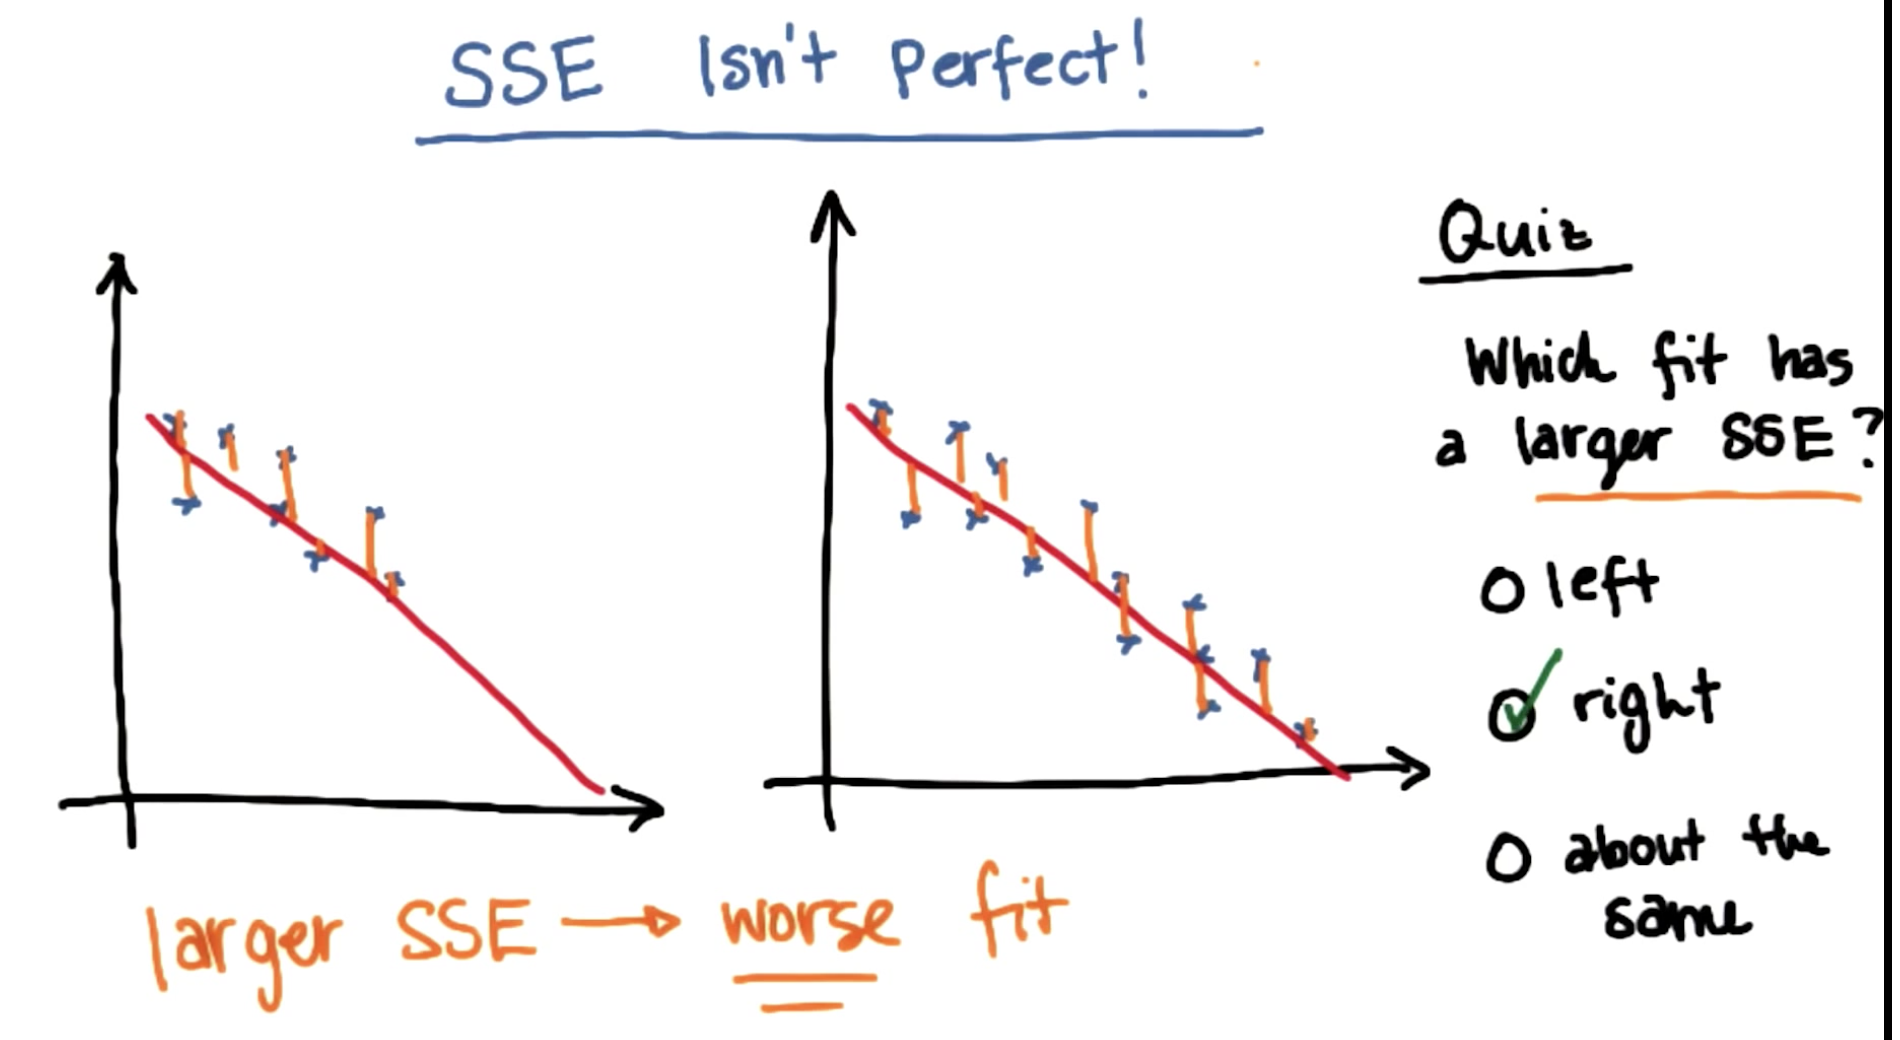 SSE Isn't Perfect!
Quiz
Which fit has
a larger SSE?
left
right
about the
same
larger SSE → worse fit